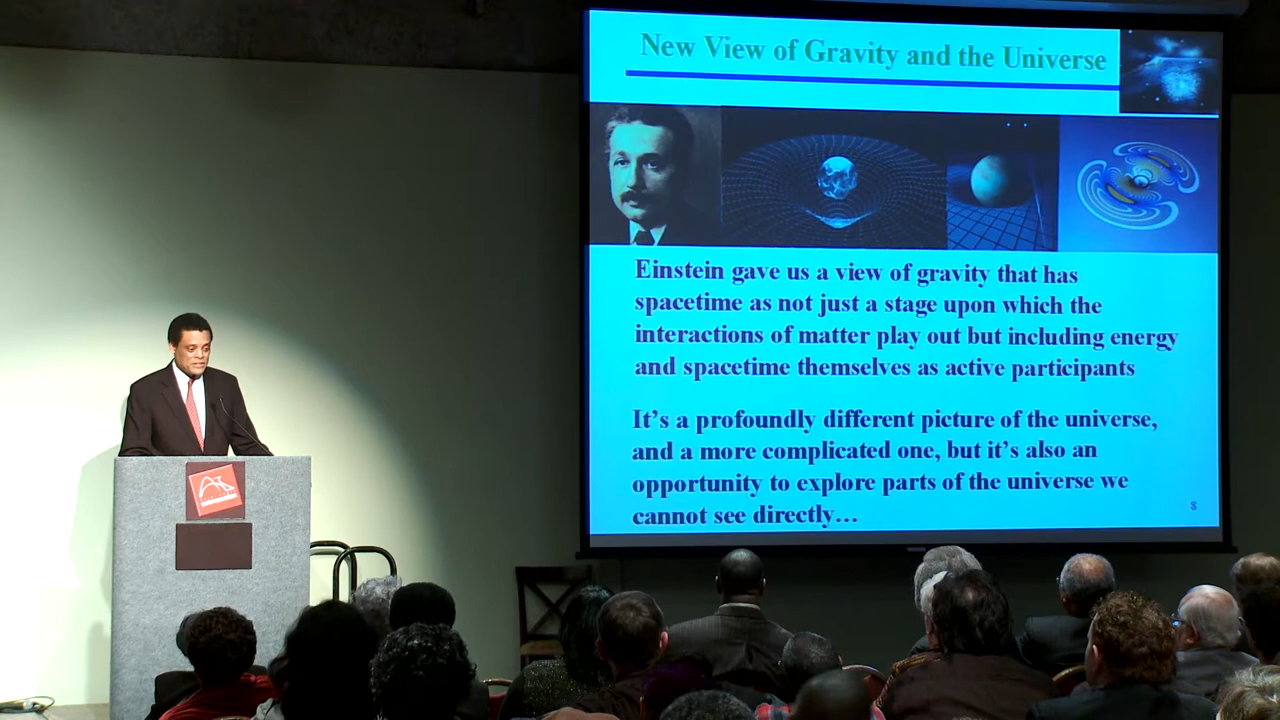 New View of Gravity and the Universe
Einstein gave us a view of gravity that has
spacetime as not just a stage upon which the
interactions of matter play out but including energy
and spacetime themselves as active participants
It's a profoundly different picture of the universe,
and a more complicated one, but it's also an
opportunity to explore parts of the universe we
cannot see directly…
8